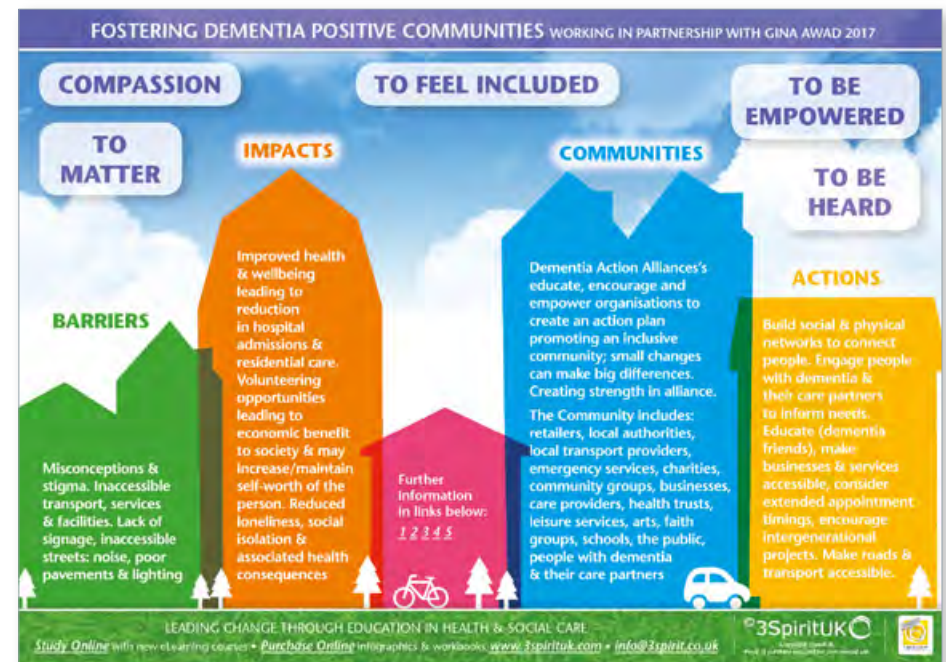 FOSTERING DEMENTIA POSITIVE COMMUNITIES WORKING IN PARTNERSHIP WITH GINA AWAD 2017
COMPASSION
TO FEEL INCLUDED
TO BE
EMPOWERED
TO
MATTER
TO BE
HEARD
BARRIERS
Misconceptions &
stigma. Inaccessible
transport, services
& facilities. Lack of
signage, inaccessible
streets: noise, poor
pavements & lighting
IMPACTS
Improved health
& wellbeing
leading to
reduction
in hospital
admissions &
residential care.
Volunteering
opportunities
leading to
economic benefit
to society & may
increase/maintain
self-worth of the
person. Reduced
loneliness, social
isolation &
associated health
consequences
Further
information
in links below:
1 2 3 4 5
COMMUNITIES
Dementia Action Alliances's
educate, encourage and
empower organisations to
create an action plan
promoting an inclusive
community; small changes
can make big differences.
Creating strength in alliance.
The Community includes:
retailers, local authorities,
local transport providers,
emergency services, charities,
community groups, businesses,
care providers, health trusts,
leisure services, arts, faith
groups, schools, the public,
people with dementia
& their care partners
ACTIONS
Build social & physical
networks to connect
people. Engage people
with dementia &
their care partners
to inform needs.
Educate (dementia
friends), make
businesses & services
accessible, consider
extended appointment
timings, encourage
intergenerational
projects. Make roads &
transport accessible.
LEADING CHANGE THROUGH EDUCATION IN HEALTH & SOCIAL CARE
Study Online with new eLearning courses • Purchase Online infographics & workbooks www.3spirituk.com • info@3spirit.co.uk
©3SpiritUK